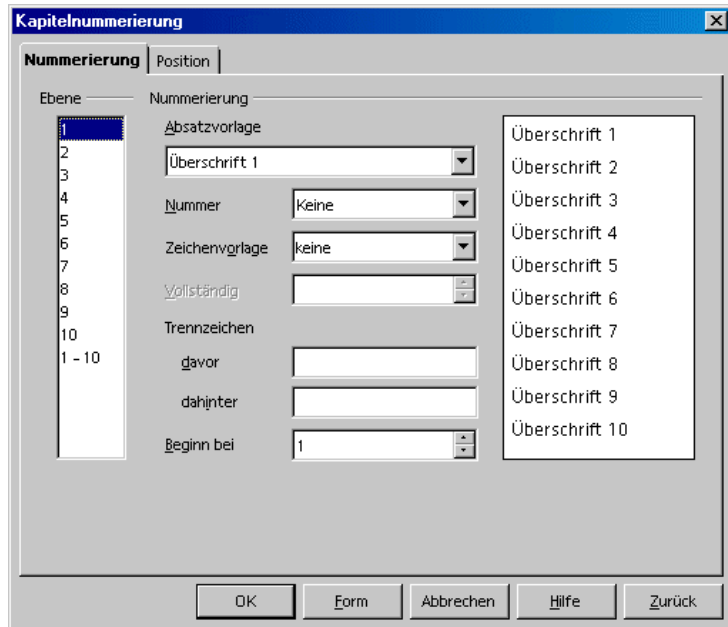 Kapitelnummerierung
Nummerierung Position
Ebene
1
2
3
4
5
6
7
8
9
10
1 - 10
Nummerierung
Absatzvorlage
Überschrift 1
Nummer Keine
Zeichenvorlage keine
Vollständig
Trennzeichen
davor
dahinter
Beginn bei 1
Überschrift 1
Überschrift 2
Überschrift 3
Überschrift 4
Überschrift 5
Überschrift 6
Überschrift 7
Überschrift 8
Überschrift 9
Überschrift 10
OK Form Abbrechen Hilfe Zurück